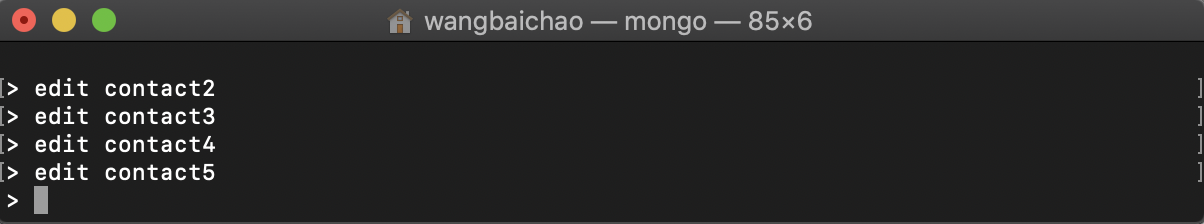 wangbaichao — mongo — 85×6
[> edit contact2 ]
[> edit contact3 ]
[> edit contact4 ]
[> edit contact5 ]
>